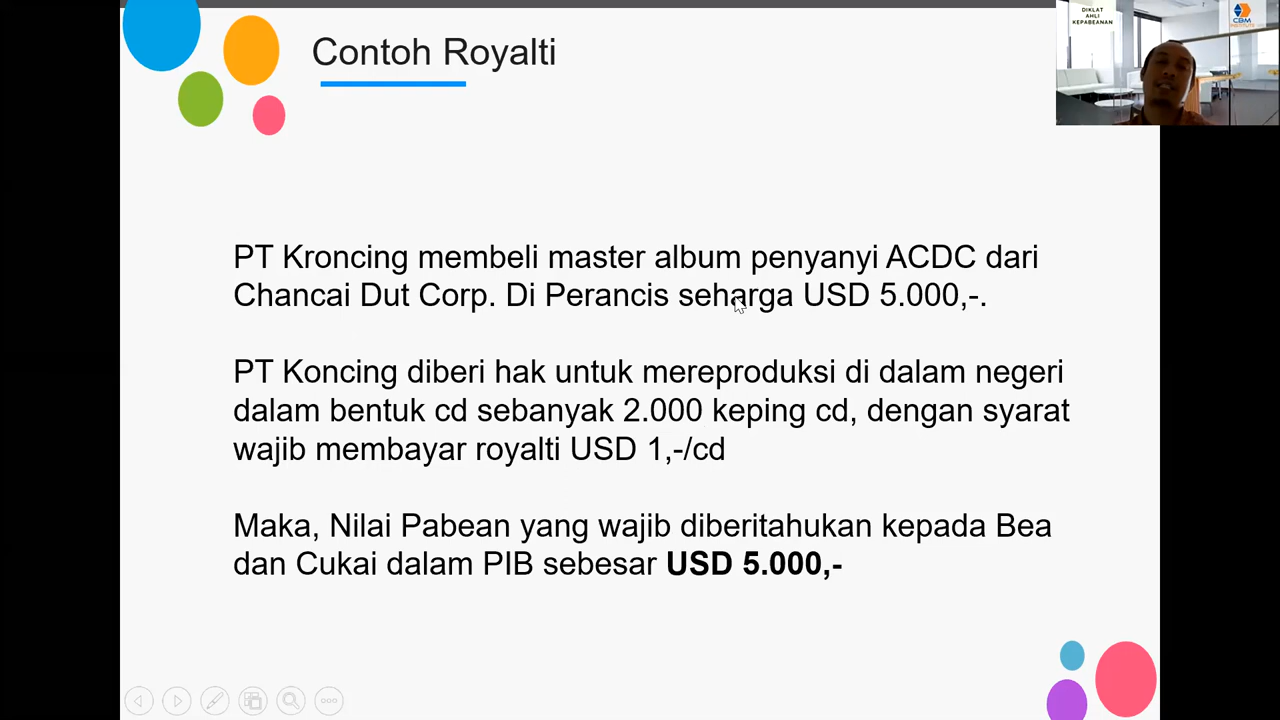 Contoh Royalti
DIKLAT
AHLI
KEPABEANAN
CBM
PT Kroncing membeli master album penyanyi ACDC dari
Chancai Dut Corp. Di Perancis seharga USD 5.000,-.
PT Koncing diberi hak untuk mereproduksi di dalam negeri
dalam bentuk cd sebanyak 2.000 keping cd, dengan syarat
wajib membayar royalti USD 1,-/cd
Maka, Nilai Pabean yang wajib diberitahukan kepada Bea
dan Cukai dalam PIB sebesar USD 5.000,-